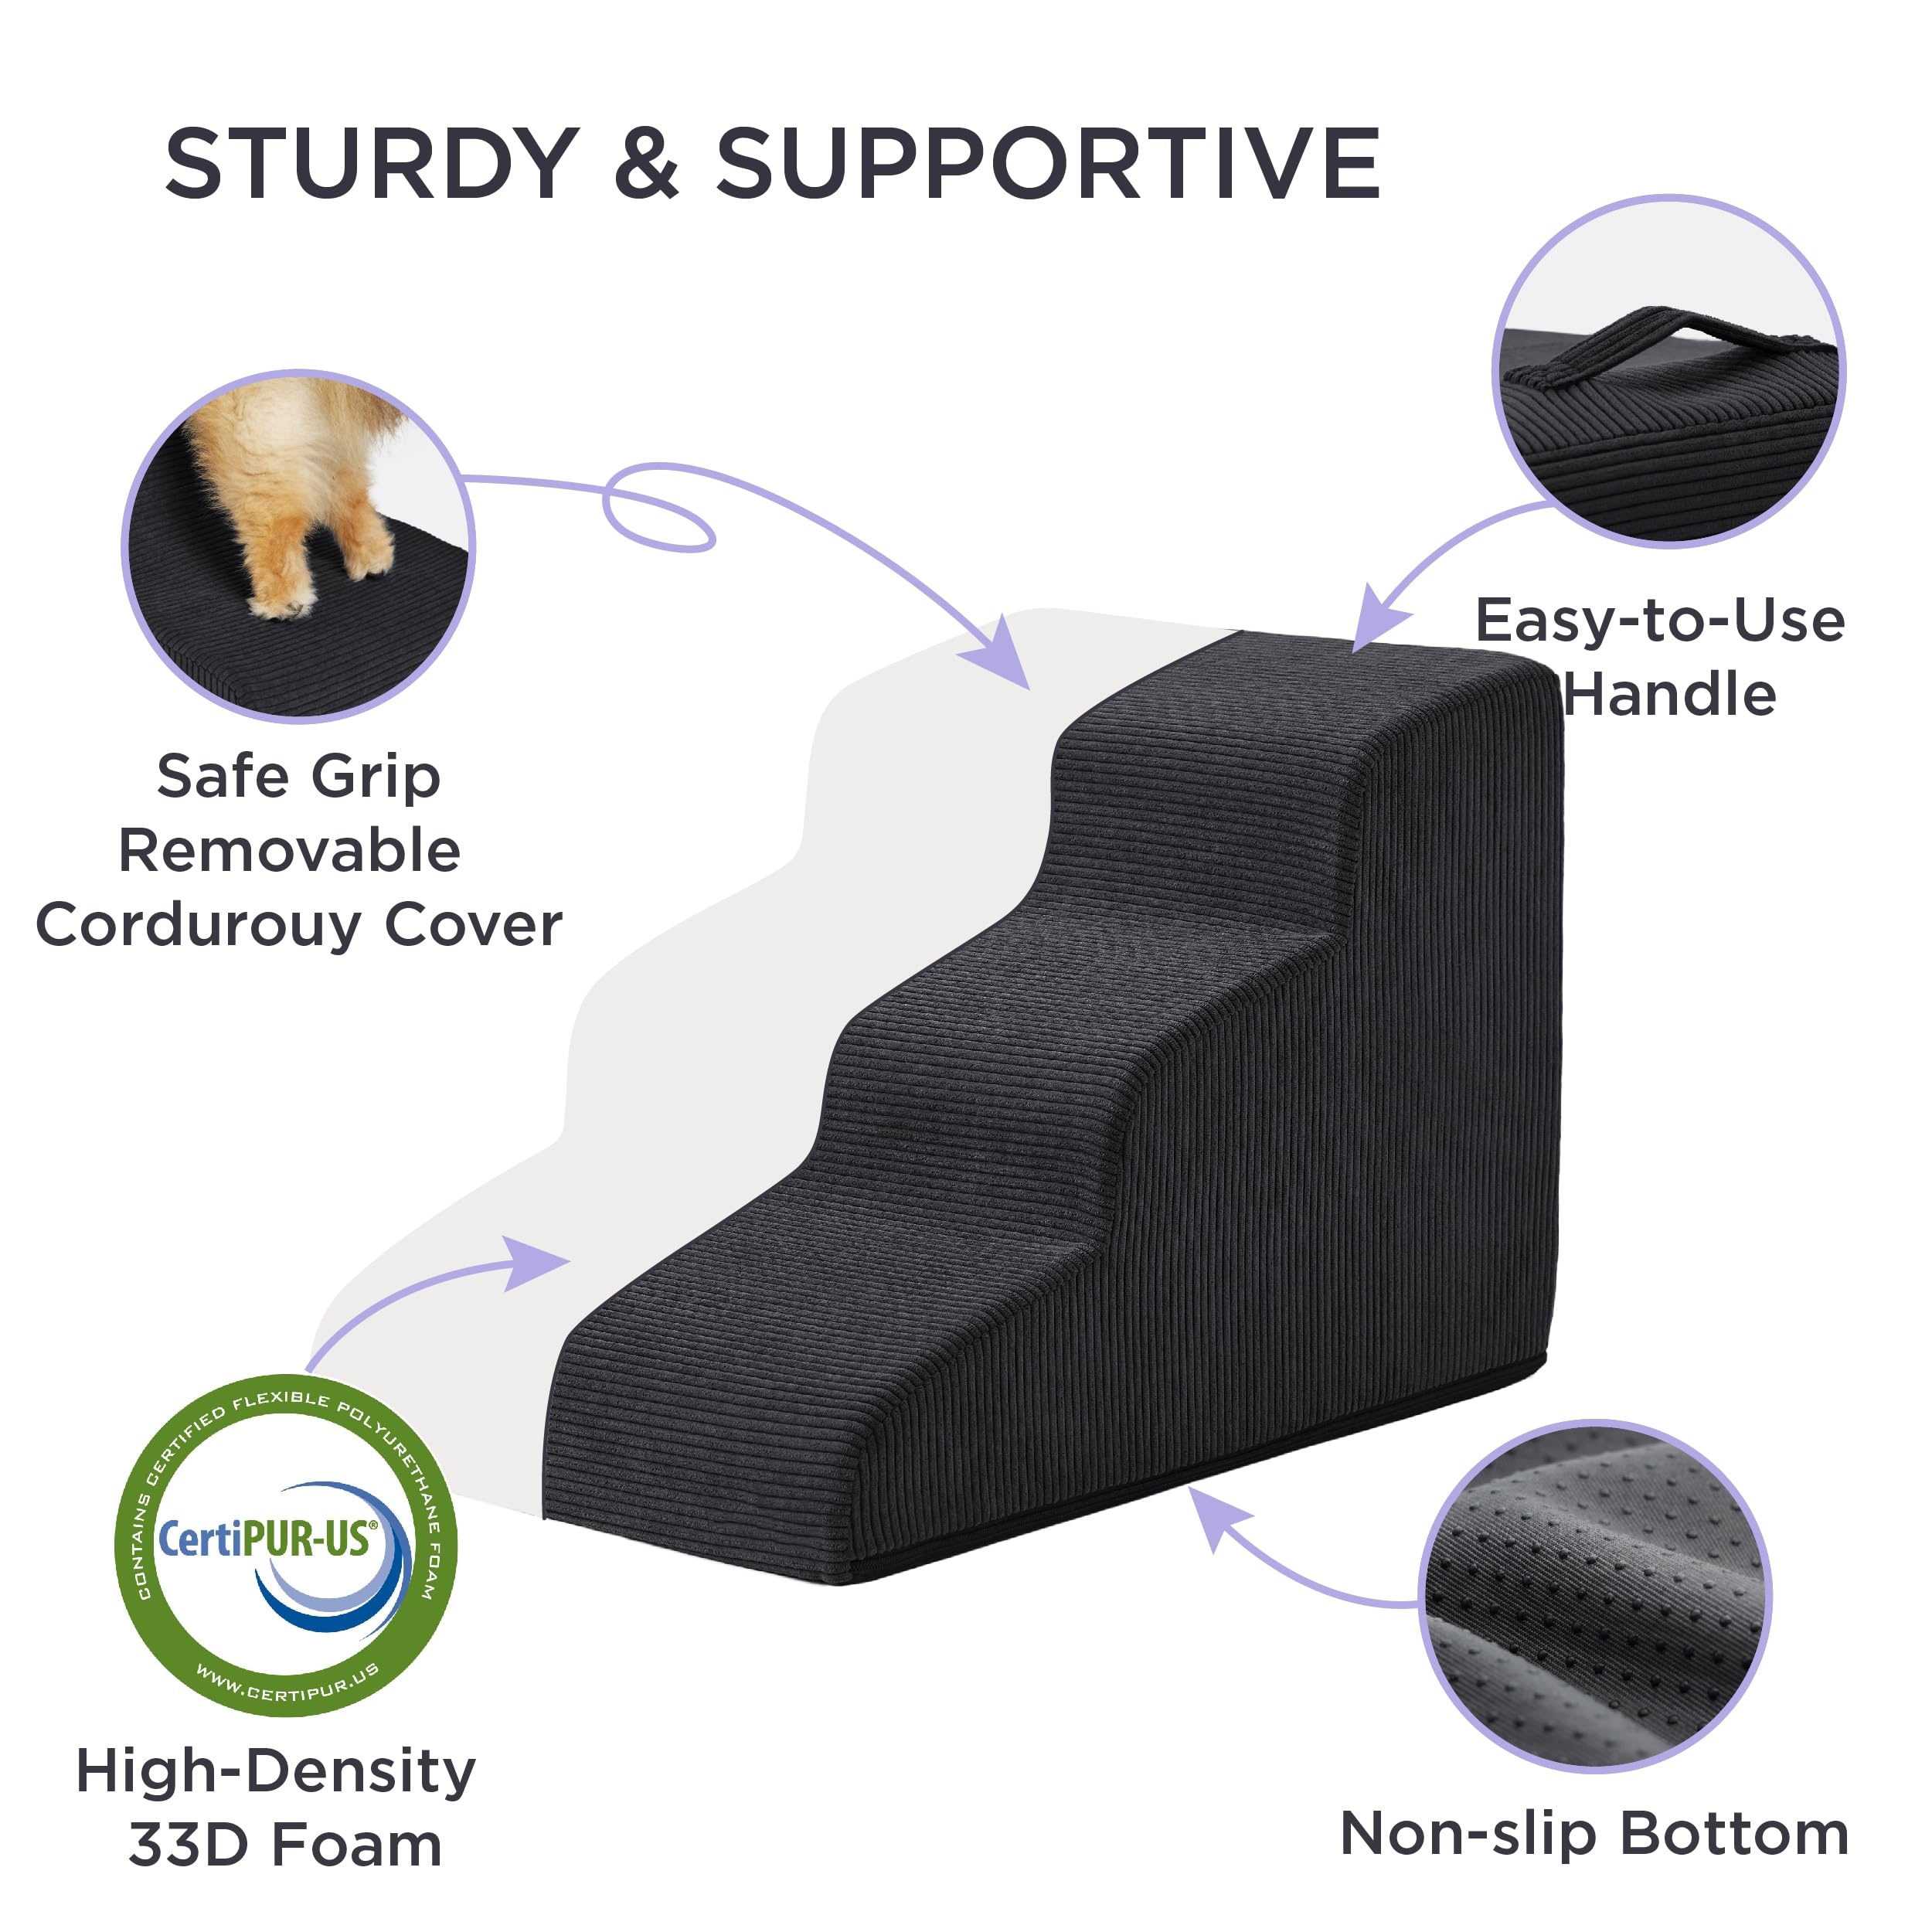 STURDY & SUPPORTIVE
Easy-to-Use
Handle
Safe Grip
Removable
Cordurouy Cover
CONTAINS CERTIFIED FLEXIBLE POLYURETHANE FOAM
CertiPUR-US®
WWW.CERTIPUR.US
High-Density
33D Foam
Non-slip Bottom